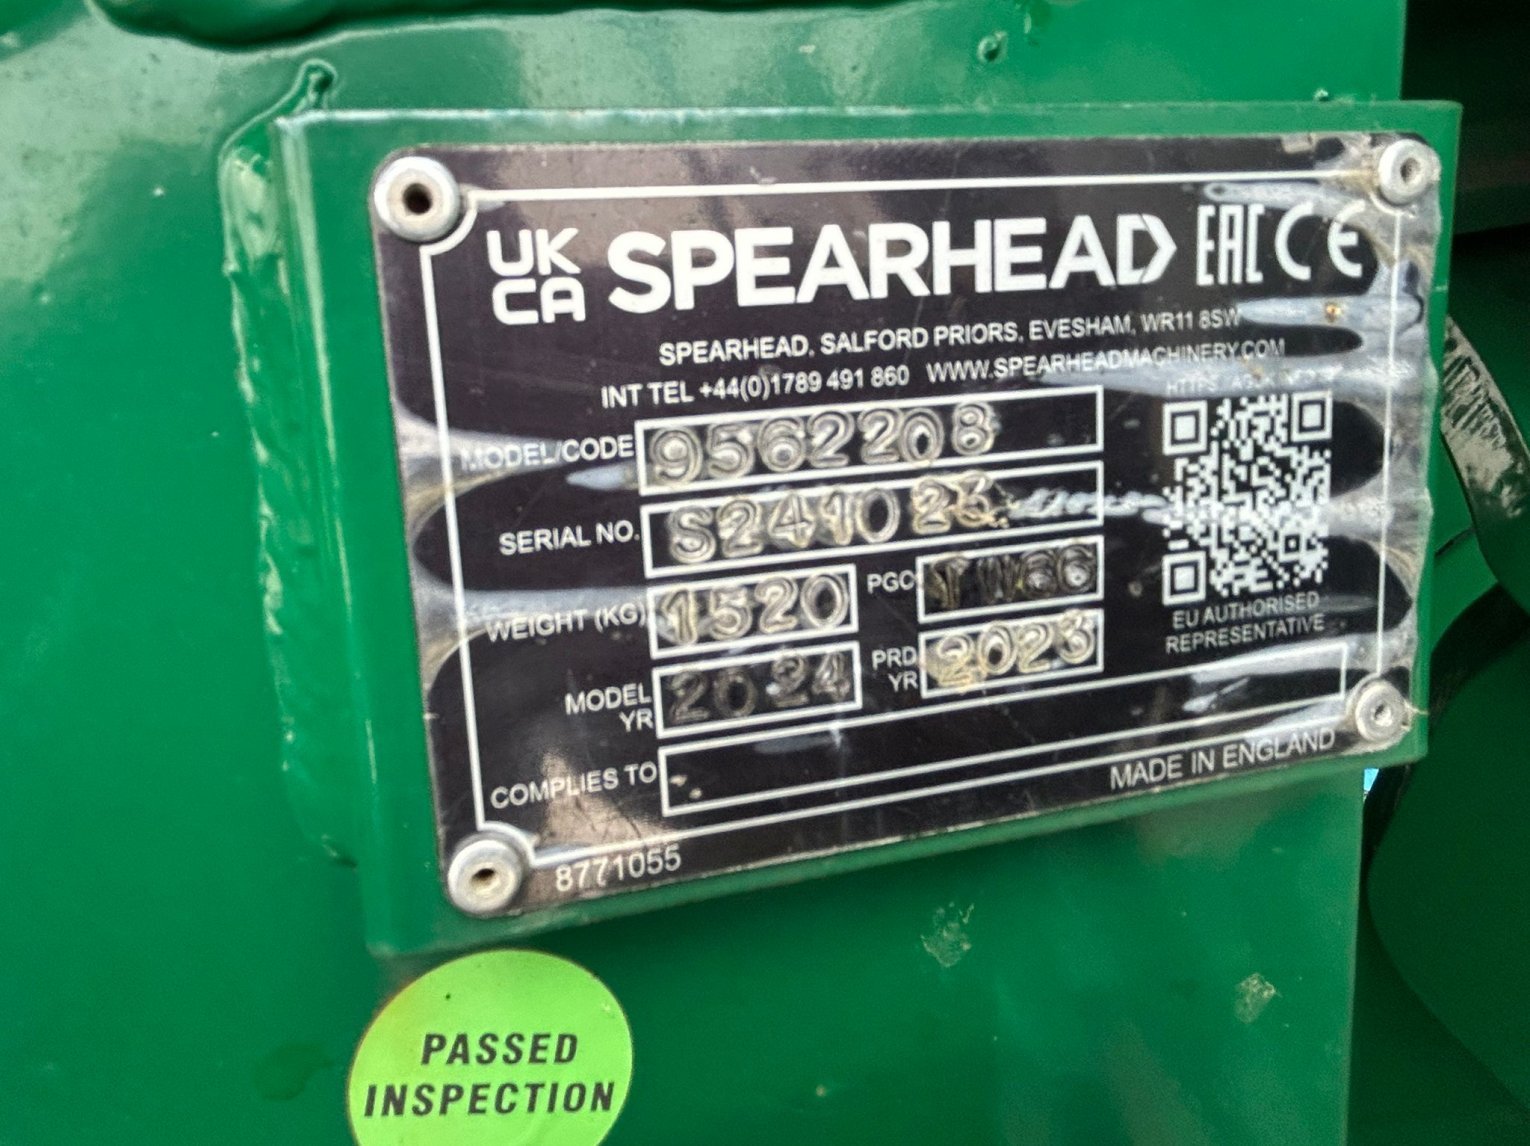 UK
CA
SPEARHEAD EAC CE
SPEARHEAD, SALFORD PRIORS, EVESHAM, WR11 8SW
INT TEL +44(0)1789 491 860 WWW.SPEARHEADMACHINERY.COM
MODEL/CODE 9562208
SERIAL NO. S241023
WEIGHT (KG) 1520 PGC
MODEL YR 2024 PRD YR 2023
EU AUTHORISED
REPRESENTATIVE
COMPLIES TO
MADE IN ENGLAND
8771055
PASSED
INSPECTION